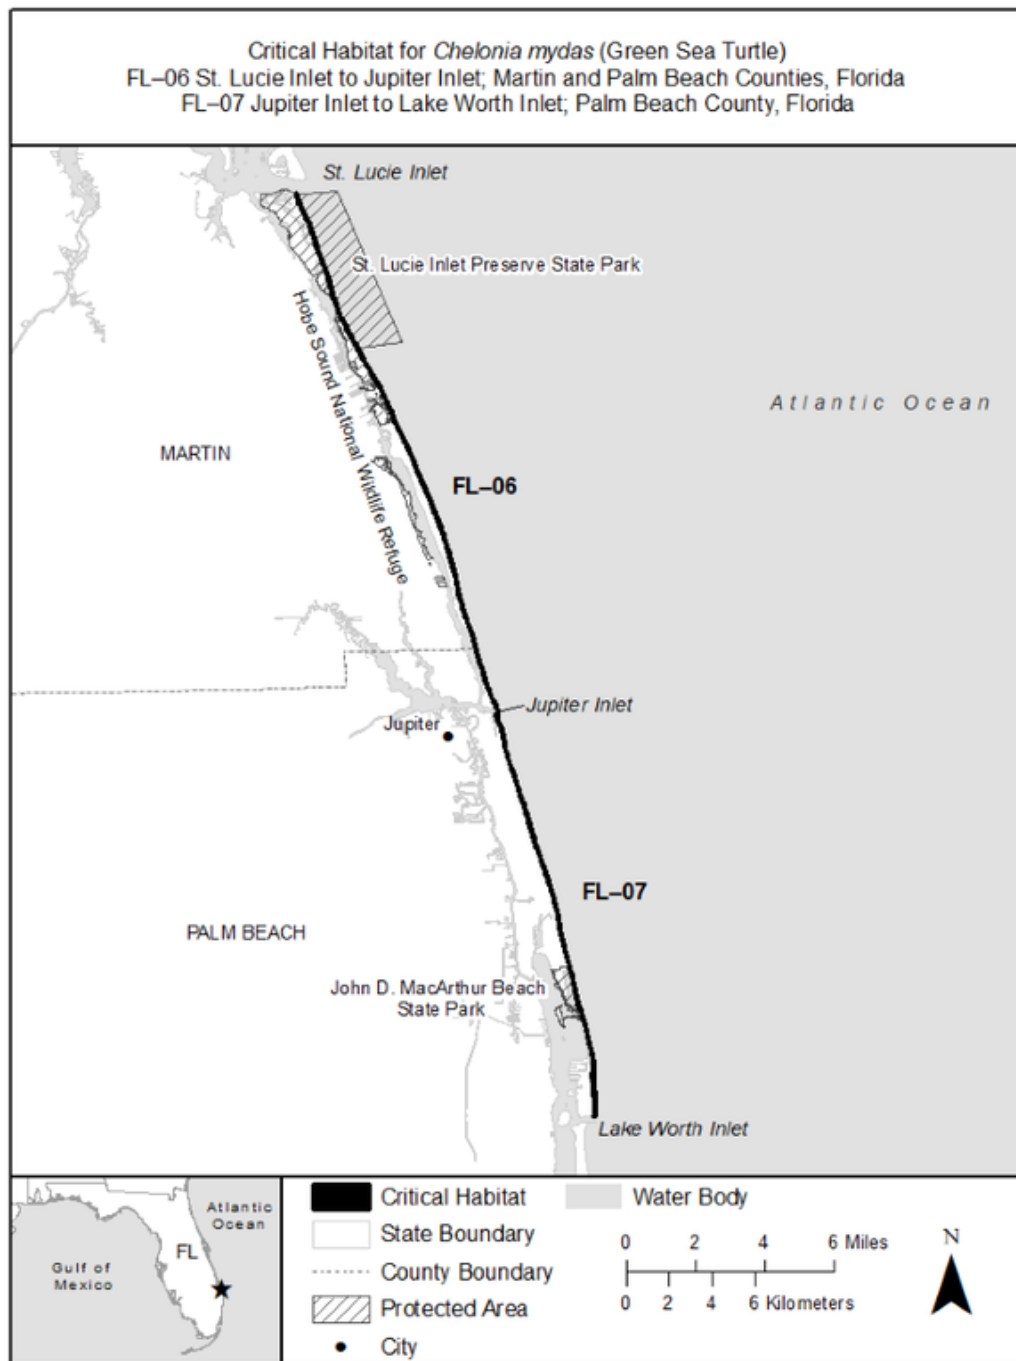 Critical Habitat for Chelonia mydas (Green Sea Turtle)
FL–06 St. Lucie Inlet to Jupiter Inlet; Martin and Palm Beach Counties, Florida
FL–07 Jupiter Inlet to Lake Worth Inlet; Palm Beach County, Florida
St. Lucie Inlet
St. Lucie Inlet Preserve State Park
Hobe Sound National Wildlife Refuge
Atlantic Ocean
MARTIN
FL–06
Jupiter Inlet
Jupiter
FL–07
PALM BEACH
John D. MacArthur Beach
State Park
Lake Worth Inlet
Atlantic
Ocean
FL
Gulf of
Mexico
Critical Habitat
Water Body
State Boundary
County Boundary
Protected Area
City
0 2 4 6 Miles
0 2 4 6 Kilometers
N